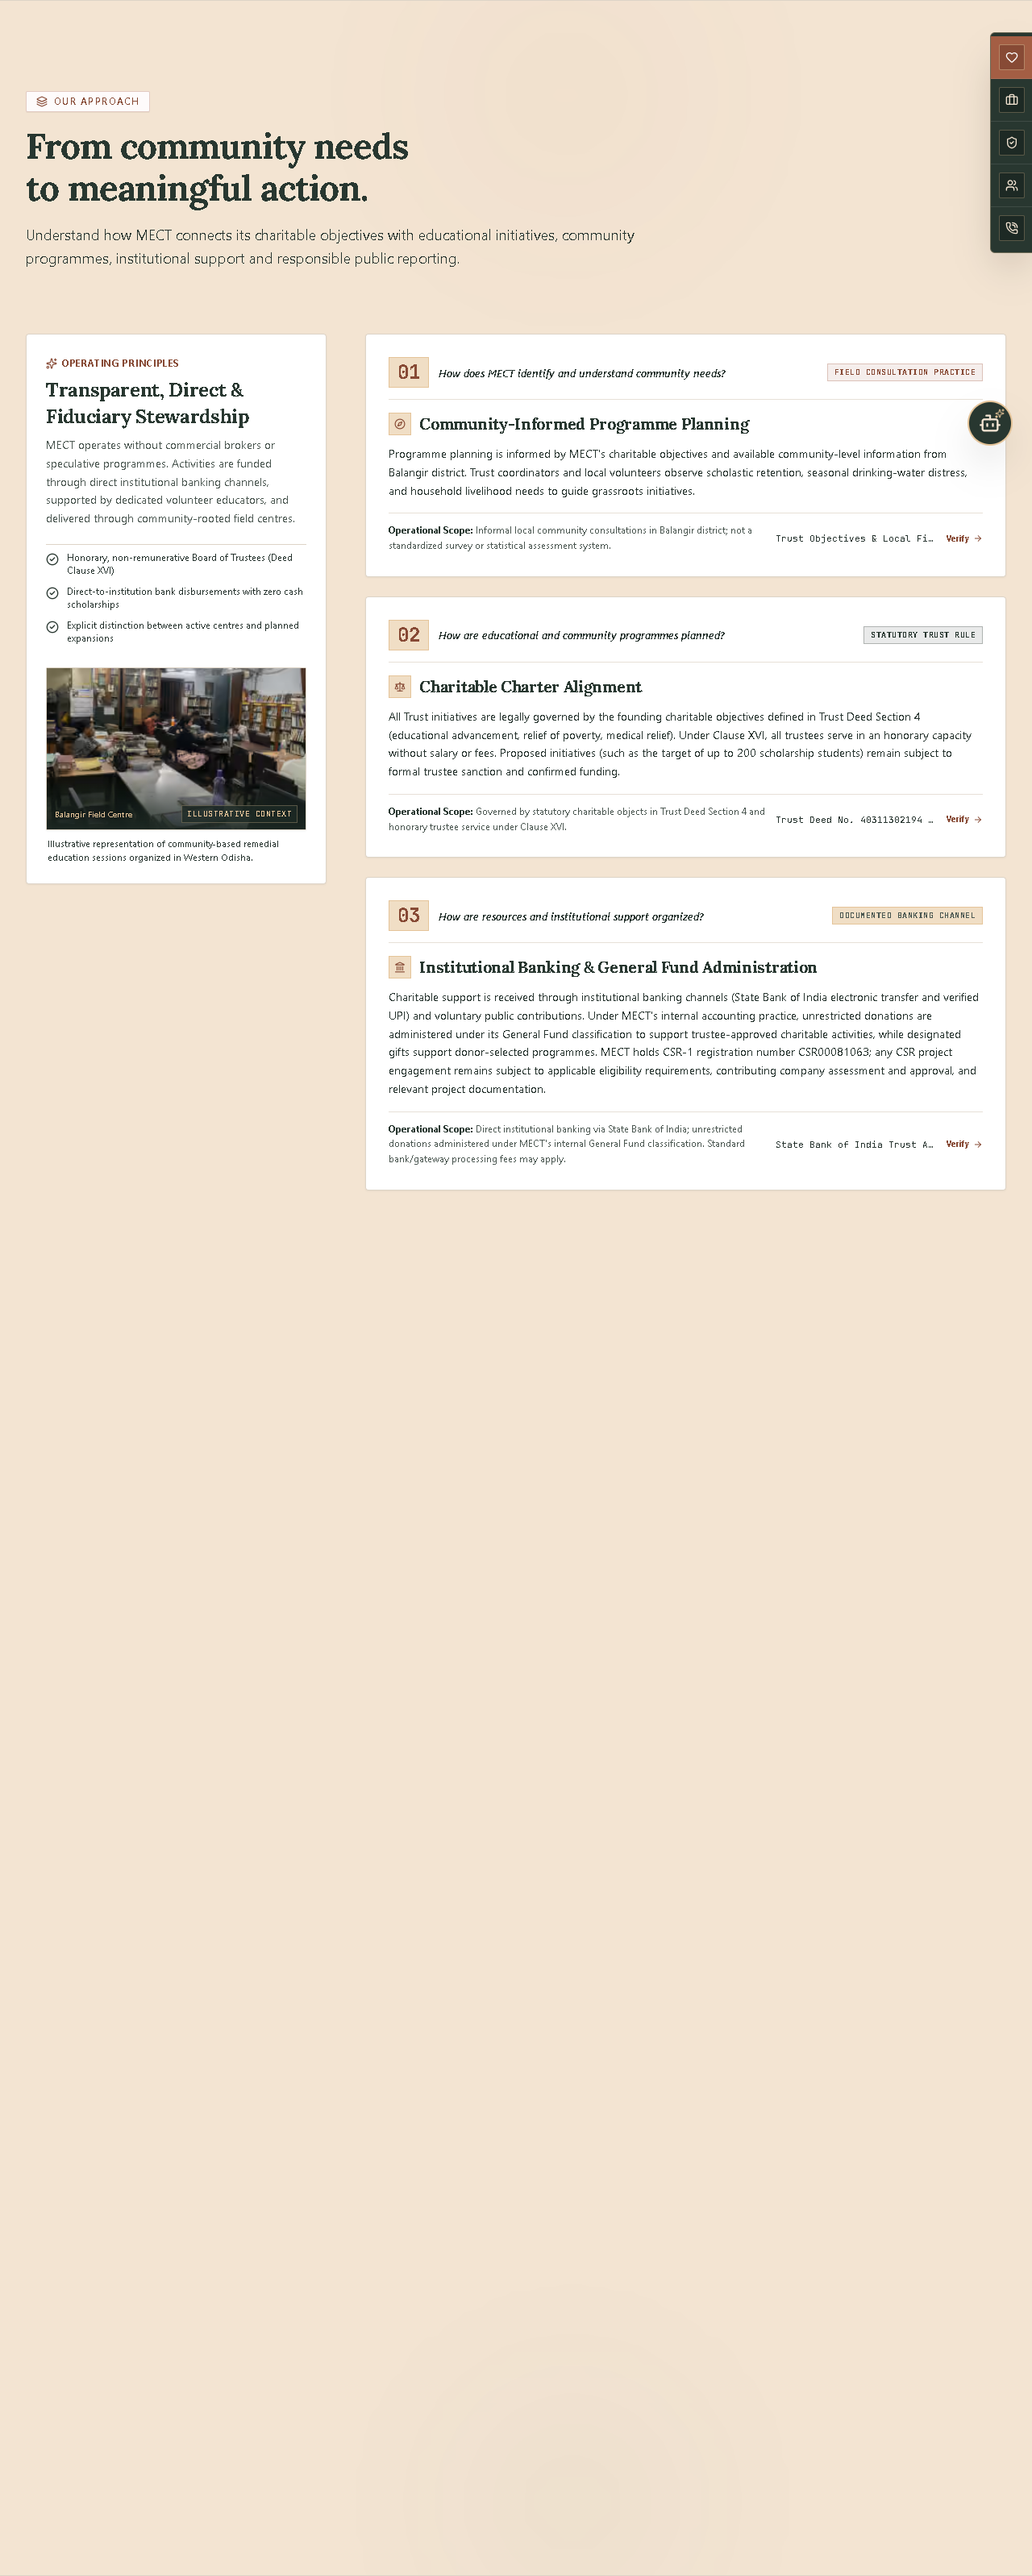 OUR APPROACH
From community needs
to meaningful action.
Understand how MECT connects its charitable objectives with educational initiatives, community
programmes, institutional support and responsible public reporting.
OPERATING PRINCIPLES
Transparent, Direct &
Fiduciary Stewardship
MECT operates without commercial brokers or
speculative programmes. Activities are funded
through direct institutional banking channels,
supported by dedicated volunteer educators, and
delivered through community-rooted field centres.
Honorary, non-remunerative Board of Trustees (Deed
Clause XVI)
Direct-to-institution bank disbursements with zero cash
scholarships
Explicit distinction between active centres and planned
expansions
Balangir Field Centre
ILLUSTRATIVE CONTEXT
Illustrative representation of community-based remedial
education sessions organized in Western Odisha.
01
How does MECT identify and understand community needs?
FIELD CONSULTATION PRACTICE
Community-Informed Programme Planning
Programme planning is informed by MECT's charitable objectives and available community-level information from
Balangir district. Trust coordinators and local volunteers observe scholastic retention, seasonal drinking-water distress,
and household livelihood needs to guide grassroots initiatives.
Operational Scope: Informal local community consultations in Balangir district; not a
standardized survey or statistical assessment system.
Trust Objectives & Local Fi…
Verify →
02
How are educational and community programmes planned?
STATUTORY TRUST RULE
Charitable Charter Alignment
All Trust initiatives are legally governed by the founding charitable objectives defined in Trust Deed Section 4
(educational advancement, relief of poverty, medical relief). Under Clause XVI, all trustees serve in an honorary capacity
without salary or fees. Proposed initiatives (such as the target of up to 200 scholarship students) remain subject to
formal trustee sanction and confirmed funding.
Operational Scope: Governed by statutory charitable objects in Trust Deed Section 4 and
honorary trustee service under Clause XVI.
Trust Deed No. 40311302194 …
Verify →
03
How are resources and institutional support organized?
DOCUMENTED BANKING CHANNEL
Institutional Banking & General Fund Administration
Charitable support is received through institutional banking channels (State Bank of India electronic transfer and verified
UPI) and voluntary public contributions. Under MECT's internal accounting practice, unrestricted donations are
administered under its General Fund classification to support trustee-approved charitable activities, while designated
gifts support donor-selected programmes. MECT holds CSR-1 registration number CSR00081063; any CSR project
engagement remains subject to applicable eligibility requirements, contributing company assessment and approval, and
relevant project documentation.
Operational Scope: Direct institutional banking via State Bank of India; unrestricted
donations administered under MECT's internal General Fund classification. Standard
bank/gateway processing fees may apply.
State Bank of India Trust A…
Verify →